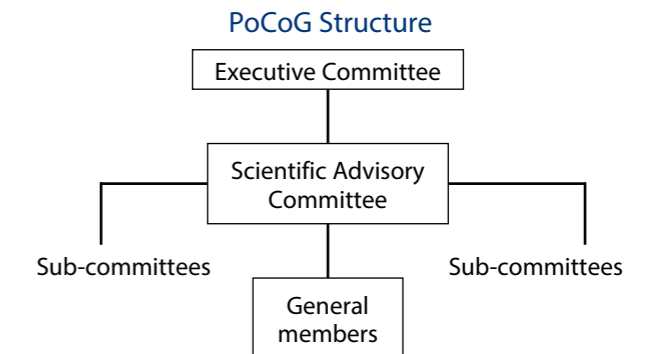 PoCoG Structure
Executive Committee
Scientific Advisory
Committee
Sub-committees
Sub-committees
General
members